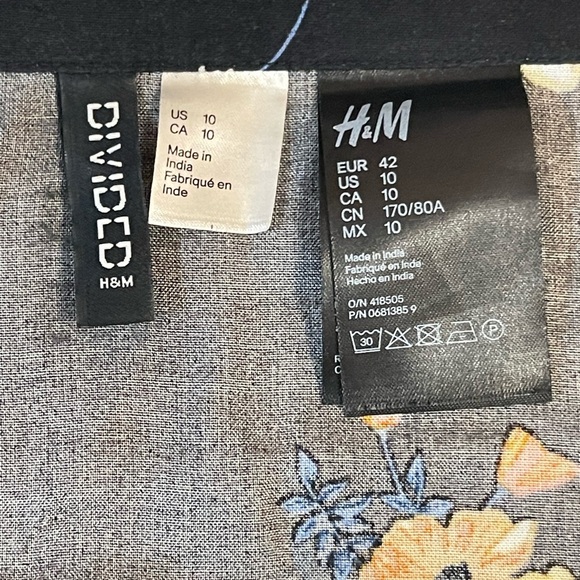 DIVIDED
H&M
US 10
CA 10
Made in
India
Fabriqué en
Inde
H&M
EUR 42
US 10
CA 10
CN 170/80A
MX 10
Made in India
Fabriqué en Inde
Hecho en India
O/N 418505
P/N 0681385 9
30 P